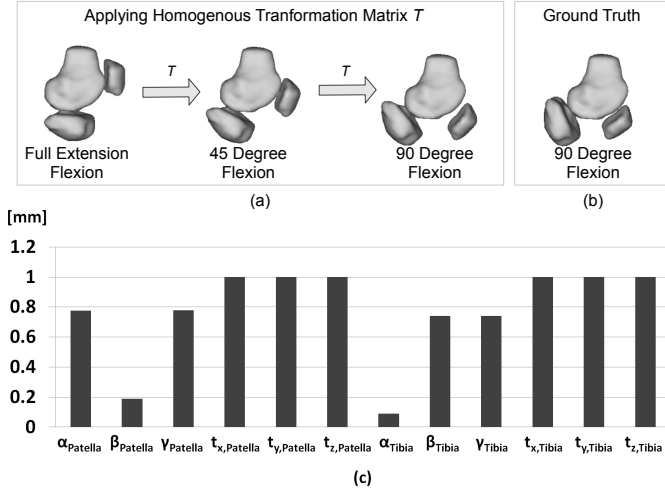 Applying Homogenous Tranformation Matrix T
Ground Truth
T
T
Full Extension
Flexion
45 Degree
Flexion
90 Degree
Flexion
90 Degree
Flexion
(a)
(b)
[mm]
1.2
1
0.8
0.6
0.4
0.2
0
αPatella βPatella γPatella tx,Patella ty,Patella tz,Patella αTibia βTibia γTibia tx,Tibia ty,Tibia tz,Tibia
(c)